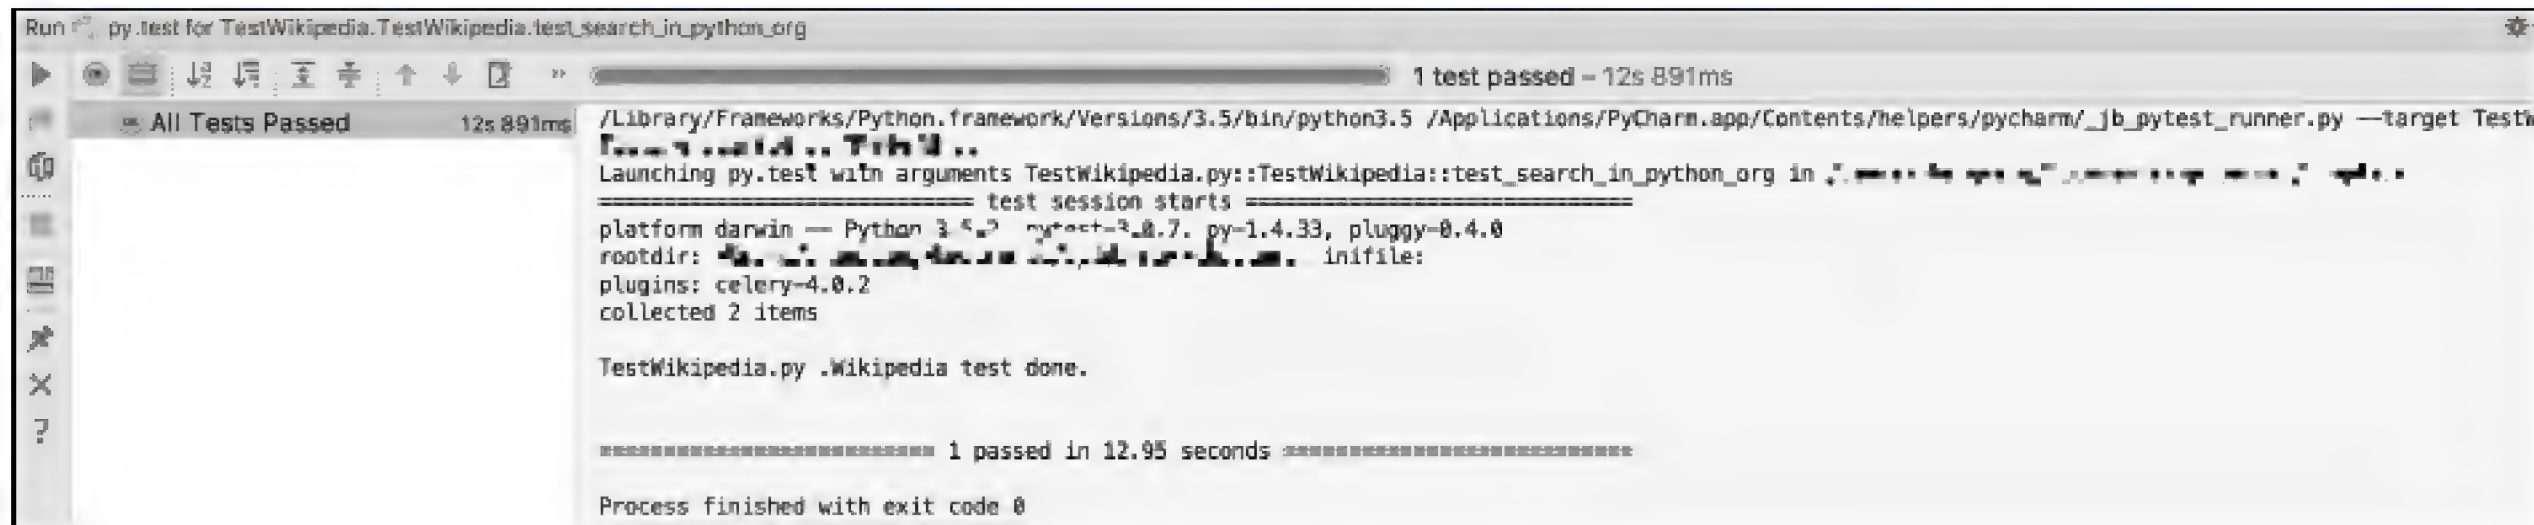 Run py.test for TestWikipedia.TestWikipedia.test_search_in_python_org
1 test passed – 12s 891ms
All Tests Passed 12s 891ms
/Library/Frameworks/Python.framework/Versions/3.5/bin/python3.5 /Applications/PyCharm.app/Contents/helpers/pycharm/_jb_pytest_runner.py --target TestW
Launching py.test with arguments TestWikipedia.py::TestWikipedia::test_search_in_python_org in
============================= test session starts ==============================
platform darwin -- Python py-1.4.33, pluggy-0.4.0
rootdir: inifile:
plugins: celery-4.0.2
collected 2 items
TestWikipedia.py .Wikipedia test done.
========================== 1 passed in 12.95 seconds ===========================
Process finished with exit code 0